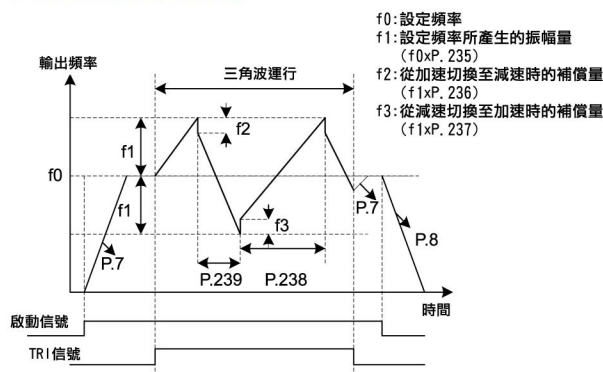 f0:設定頻率
f1:設定頻率所產生的振幅量
(f0xP.235)
f2:從加速切換至減速時的補償量
(f1xP.236)
f3:從減速切換至加速時的補償量
(f1xP.237)
輸出頻率
三角波運行
f2
f1
f0
f1
f3
P.7
P.7
P.8
P.239
P.238
時間
啟動信號
TRI信號